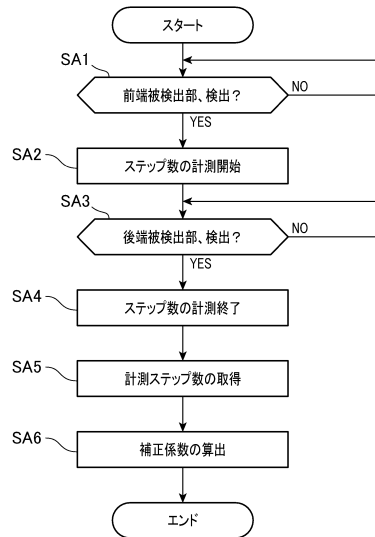 スタート
SA1
前端被検出部、検出?
NO
YES
SA2
ステップ数の計測開始
SA3
後端被検出部、検出?
NO
YES
SA4
ステップ数の計測終了
SA5
計測ステップ数の取得
SA6
補正係数の算出
エンド